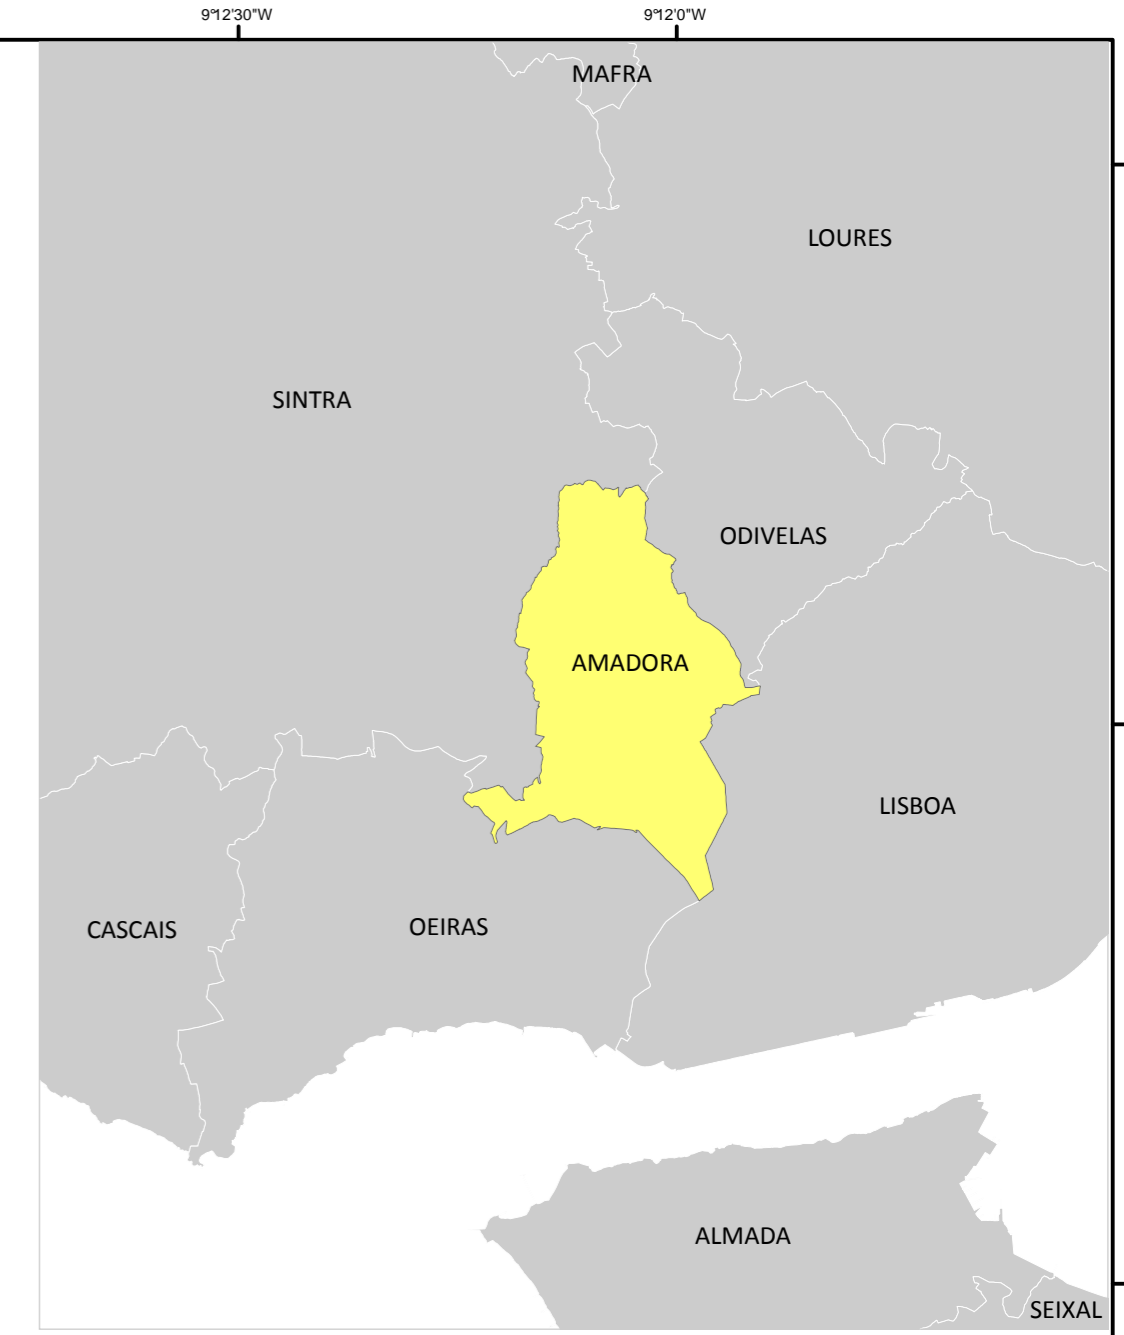 9°12'30"W
9°12'0"W
MAFRA
LOURES
SINTRA
ODIVELAS
AMADORA
LISBOA
CASCAIS
OEIRAS
ALMADA
SEIXAL